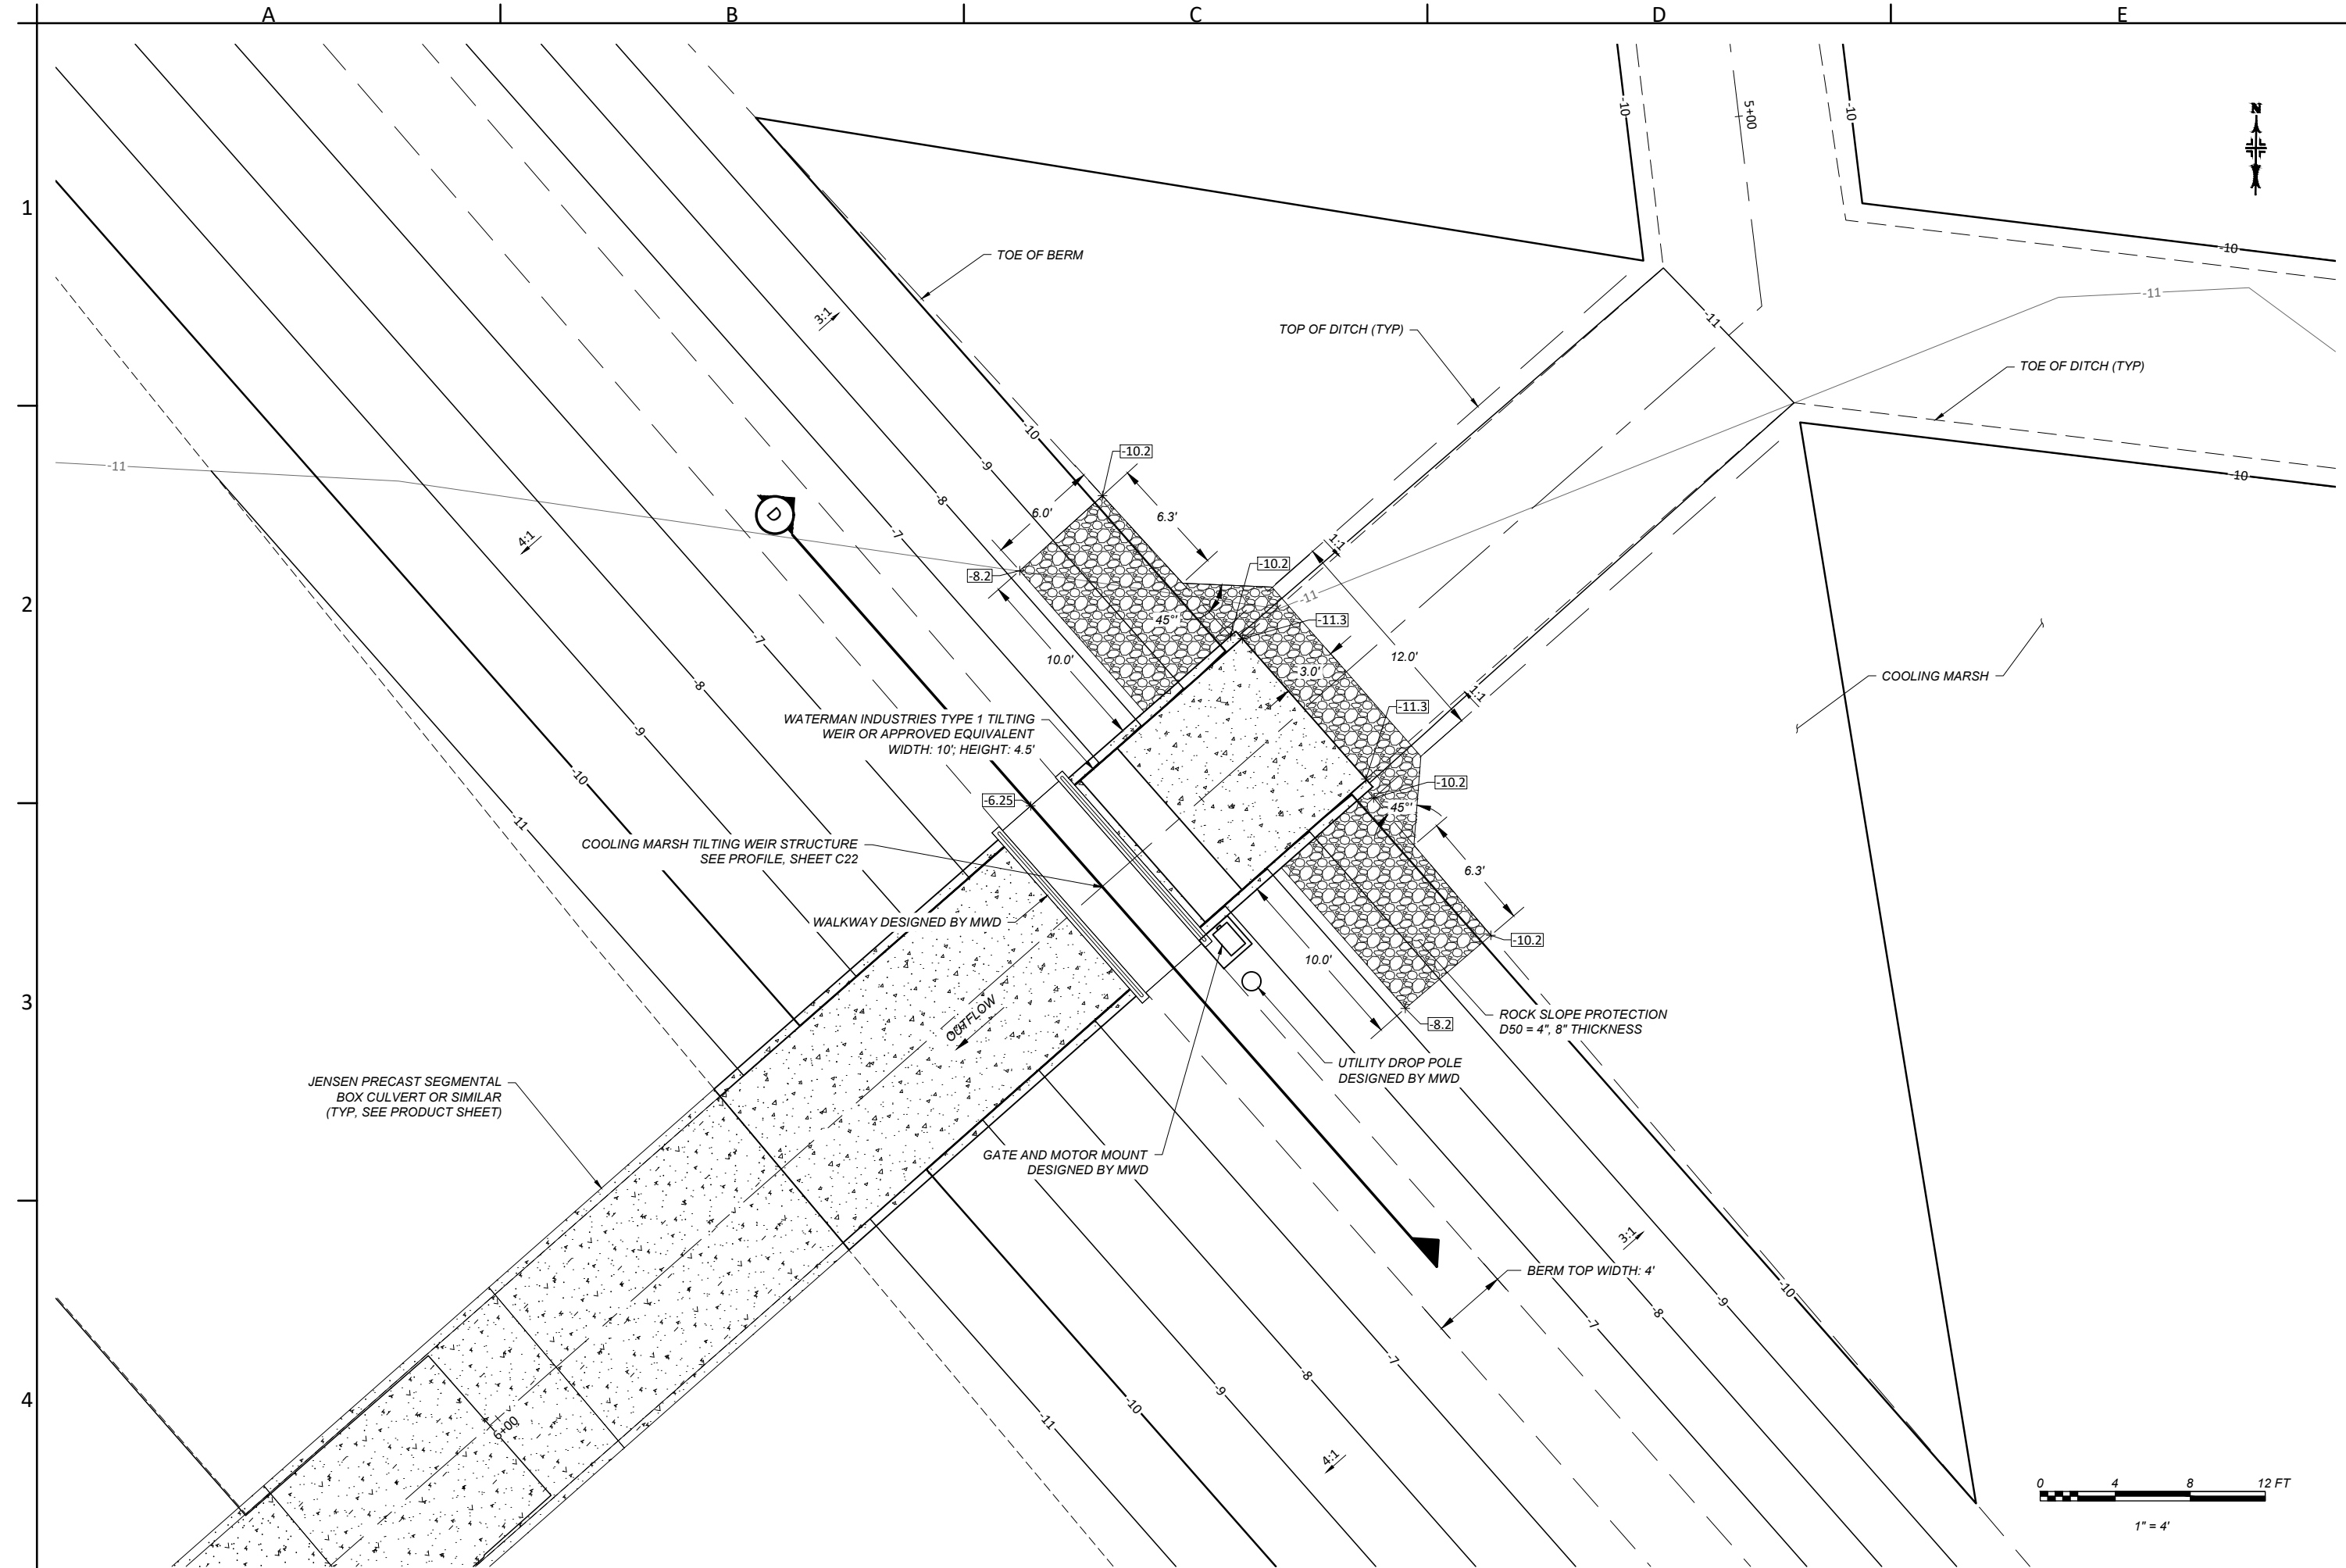 A
B
C
D
E
1
2
3
4
N
-10
-10
5+00
-10
-11
TOE OF BERM
3:1
TOP OF DITCH (TYP)
-11
TOE OF DITCH (TYP)
-10
-10
-10.2
-9
-11
-8
6.0'
6.3'
D
-7
4:1
1:1
-10.2
-8.2
-11
-11.3
45°'
-7
10.0'
12.0'
3.0'
COOLING MARSH
-8
1:1
-11.3
WATERMAN INDUSTRIES TYPE 1 TILTING
WEIR OR APPROVED EQUIVALENT
WIDTH: 10'; HEIGHT: 4.5'
-9
-10
-10.2
-6.25
45°'
-11
COOLING MARSH TILTING WEIR STRUCTURE
SEE PROFILE, SHEET C22
6.3'
WALKWAY DESIGNED BY MWD
-10.2
10.0'
OUTFLOW
-8.2
ROCK SLOPE PROTECTION
D50 = 4", 8" THICKNESS
UTILITY DROP POLE
DESIGNED BY MWD
JENSEN PRECAST SEGMENTAL
BOX CULVERT OR SIMILAR
(TYP, SEE PRODUCT SHEET)
GATE AND MOTOR MOUNT
DESIGNED BY MWD
3:1
BERM TOP WIDTH: 4'
-10
-9
-8
-7
-7
-8
-9
-10
-11
6+00
4:1
0 4 8 12 FT
1" = 4'